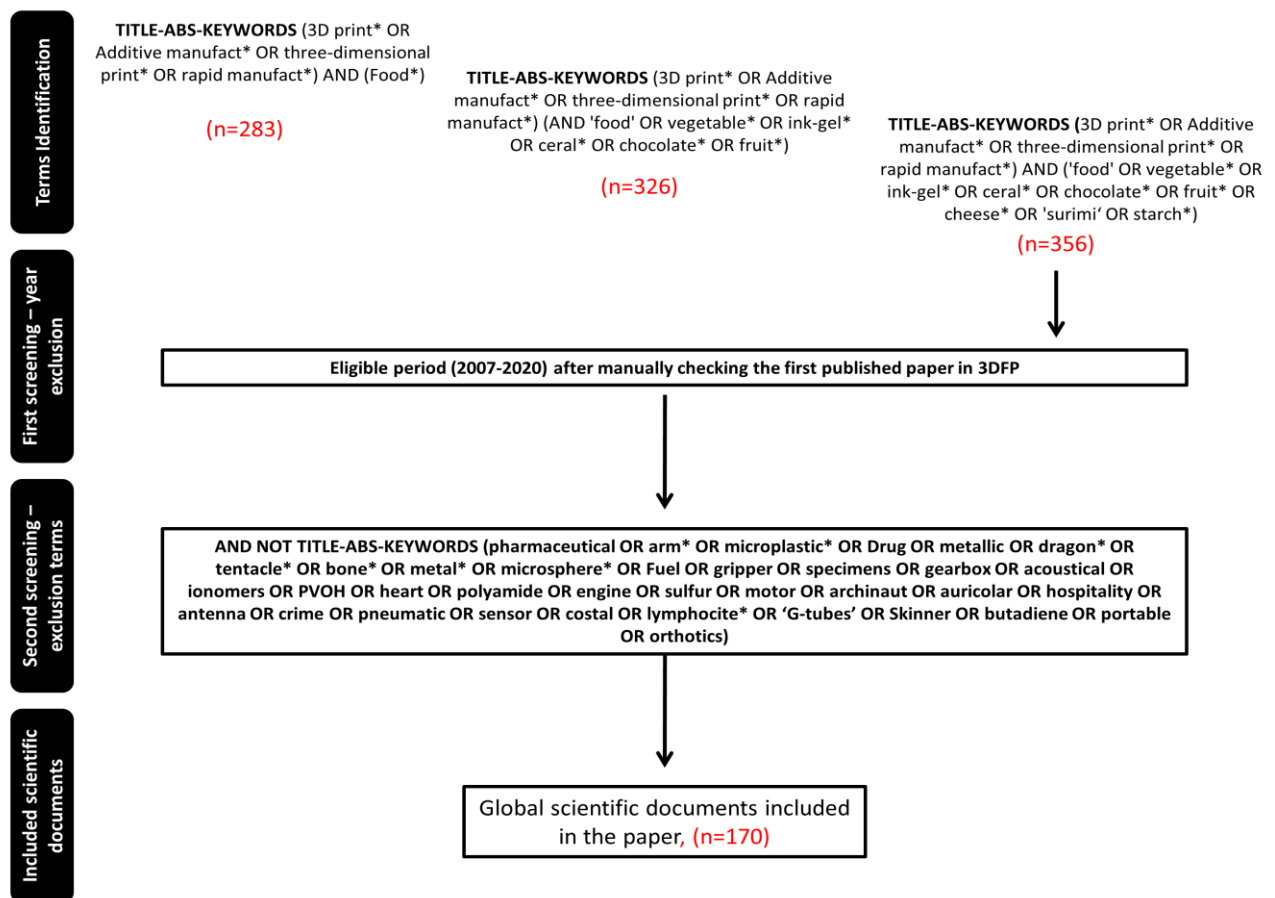 Terms Identification
TITLE-ABS-KEYWORDS (3D print* OR
Additive manufact* OR three-dimensional
print* OR rapid manufact*) AND (Food*)
(n=283)
TITLE-ABS-KEYWORDS (3D print* OR Additive
manufact* OR three-dimensional print* OR rapid
manufact*) (AND 'food' OR vegetable* OR ink-gel*
OR ceral* OR chocolate* OR fruit*)
(n=326)
TITLE-ABS-KEYWORDS (3D print* OR Additive
manufact* OR three-dimensional print* OR
rapid manufact*) AND ('food' OR vegetable* OR
ink-gel* OR ceral* OR chocolate* OR fruit* OR
cheese* OR 'surimi‘ OR starch*)
(n=356)
First screening – year
exclusion
Eligible period (2007-2020) after manually checking the first published paper in 3DFP
Second screening –
exclusion terms
AND NOT TITLE-ABS-KEYWORDS (pharmaceutical OR arm* OR microplastic* OR Drug OR metallic OR dragon* OR
tentacle* OR bone* OR metal* OR microsphere* OR Fuel OR gripper OR specimens OR gearbox OR acoustical OR
ionomers OR PVOH OR heart OR polyamide OR engine OR sulfur OR motor OR archinaut OR auricolar OR hospitality OR
antenna OR crime OR pneumatic OR sensor OR costal OR lymphocite* OR ‘G-tubes’ OR Skinner OR butadiene OR portable
OR orthotics)
Included scientific
documents
Global scientific documents included
in the paper, (n=170)